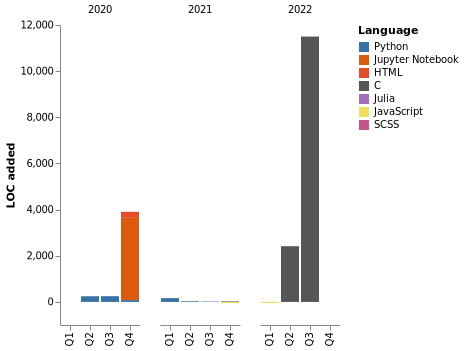 2020 2021 2022
Language
Python
Jupyter Notebook
HTML
C
Julia
JavaScript
SCSS
12,000
10,000
8,000
6,000
4,000
2,000
0
LOC added
Q1 Q2 Q3 Q4 Q1 Q2 Q3 Q4 Q1 Q2 Q3 Q4